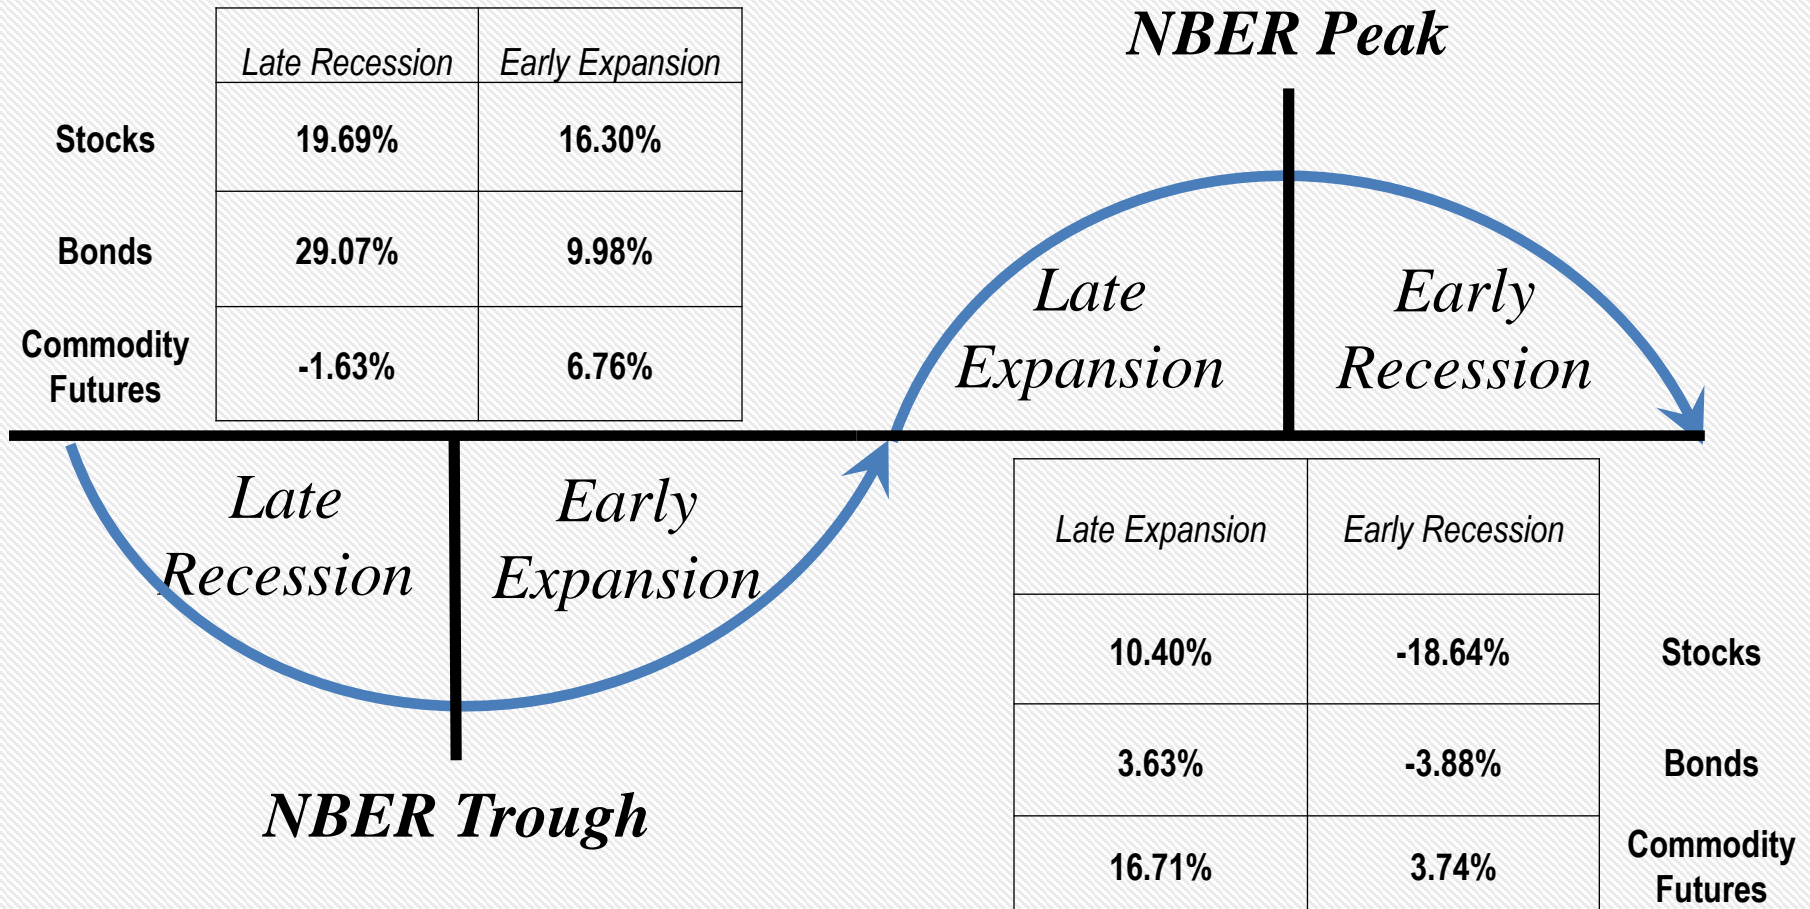 Late Recession Early Expansion
Stocks 19.69% 16.30%
Bonds 29.07% 9.98%
Commodity
Futures -1.63% 6.76%
NBER Peak
Late
Expansion
Early
Recession
Late
Recession
Early
Expansion
NBER Trough
Late Expansion Early Recession
10.40% -18.64% Stocks
3.63% -3.88% Bonds
16.71% 3.74% Commodity
Futures